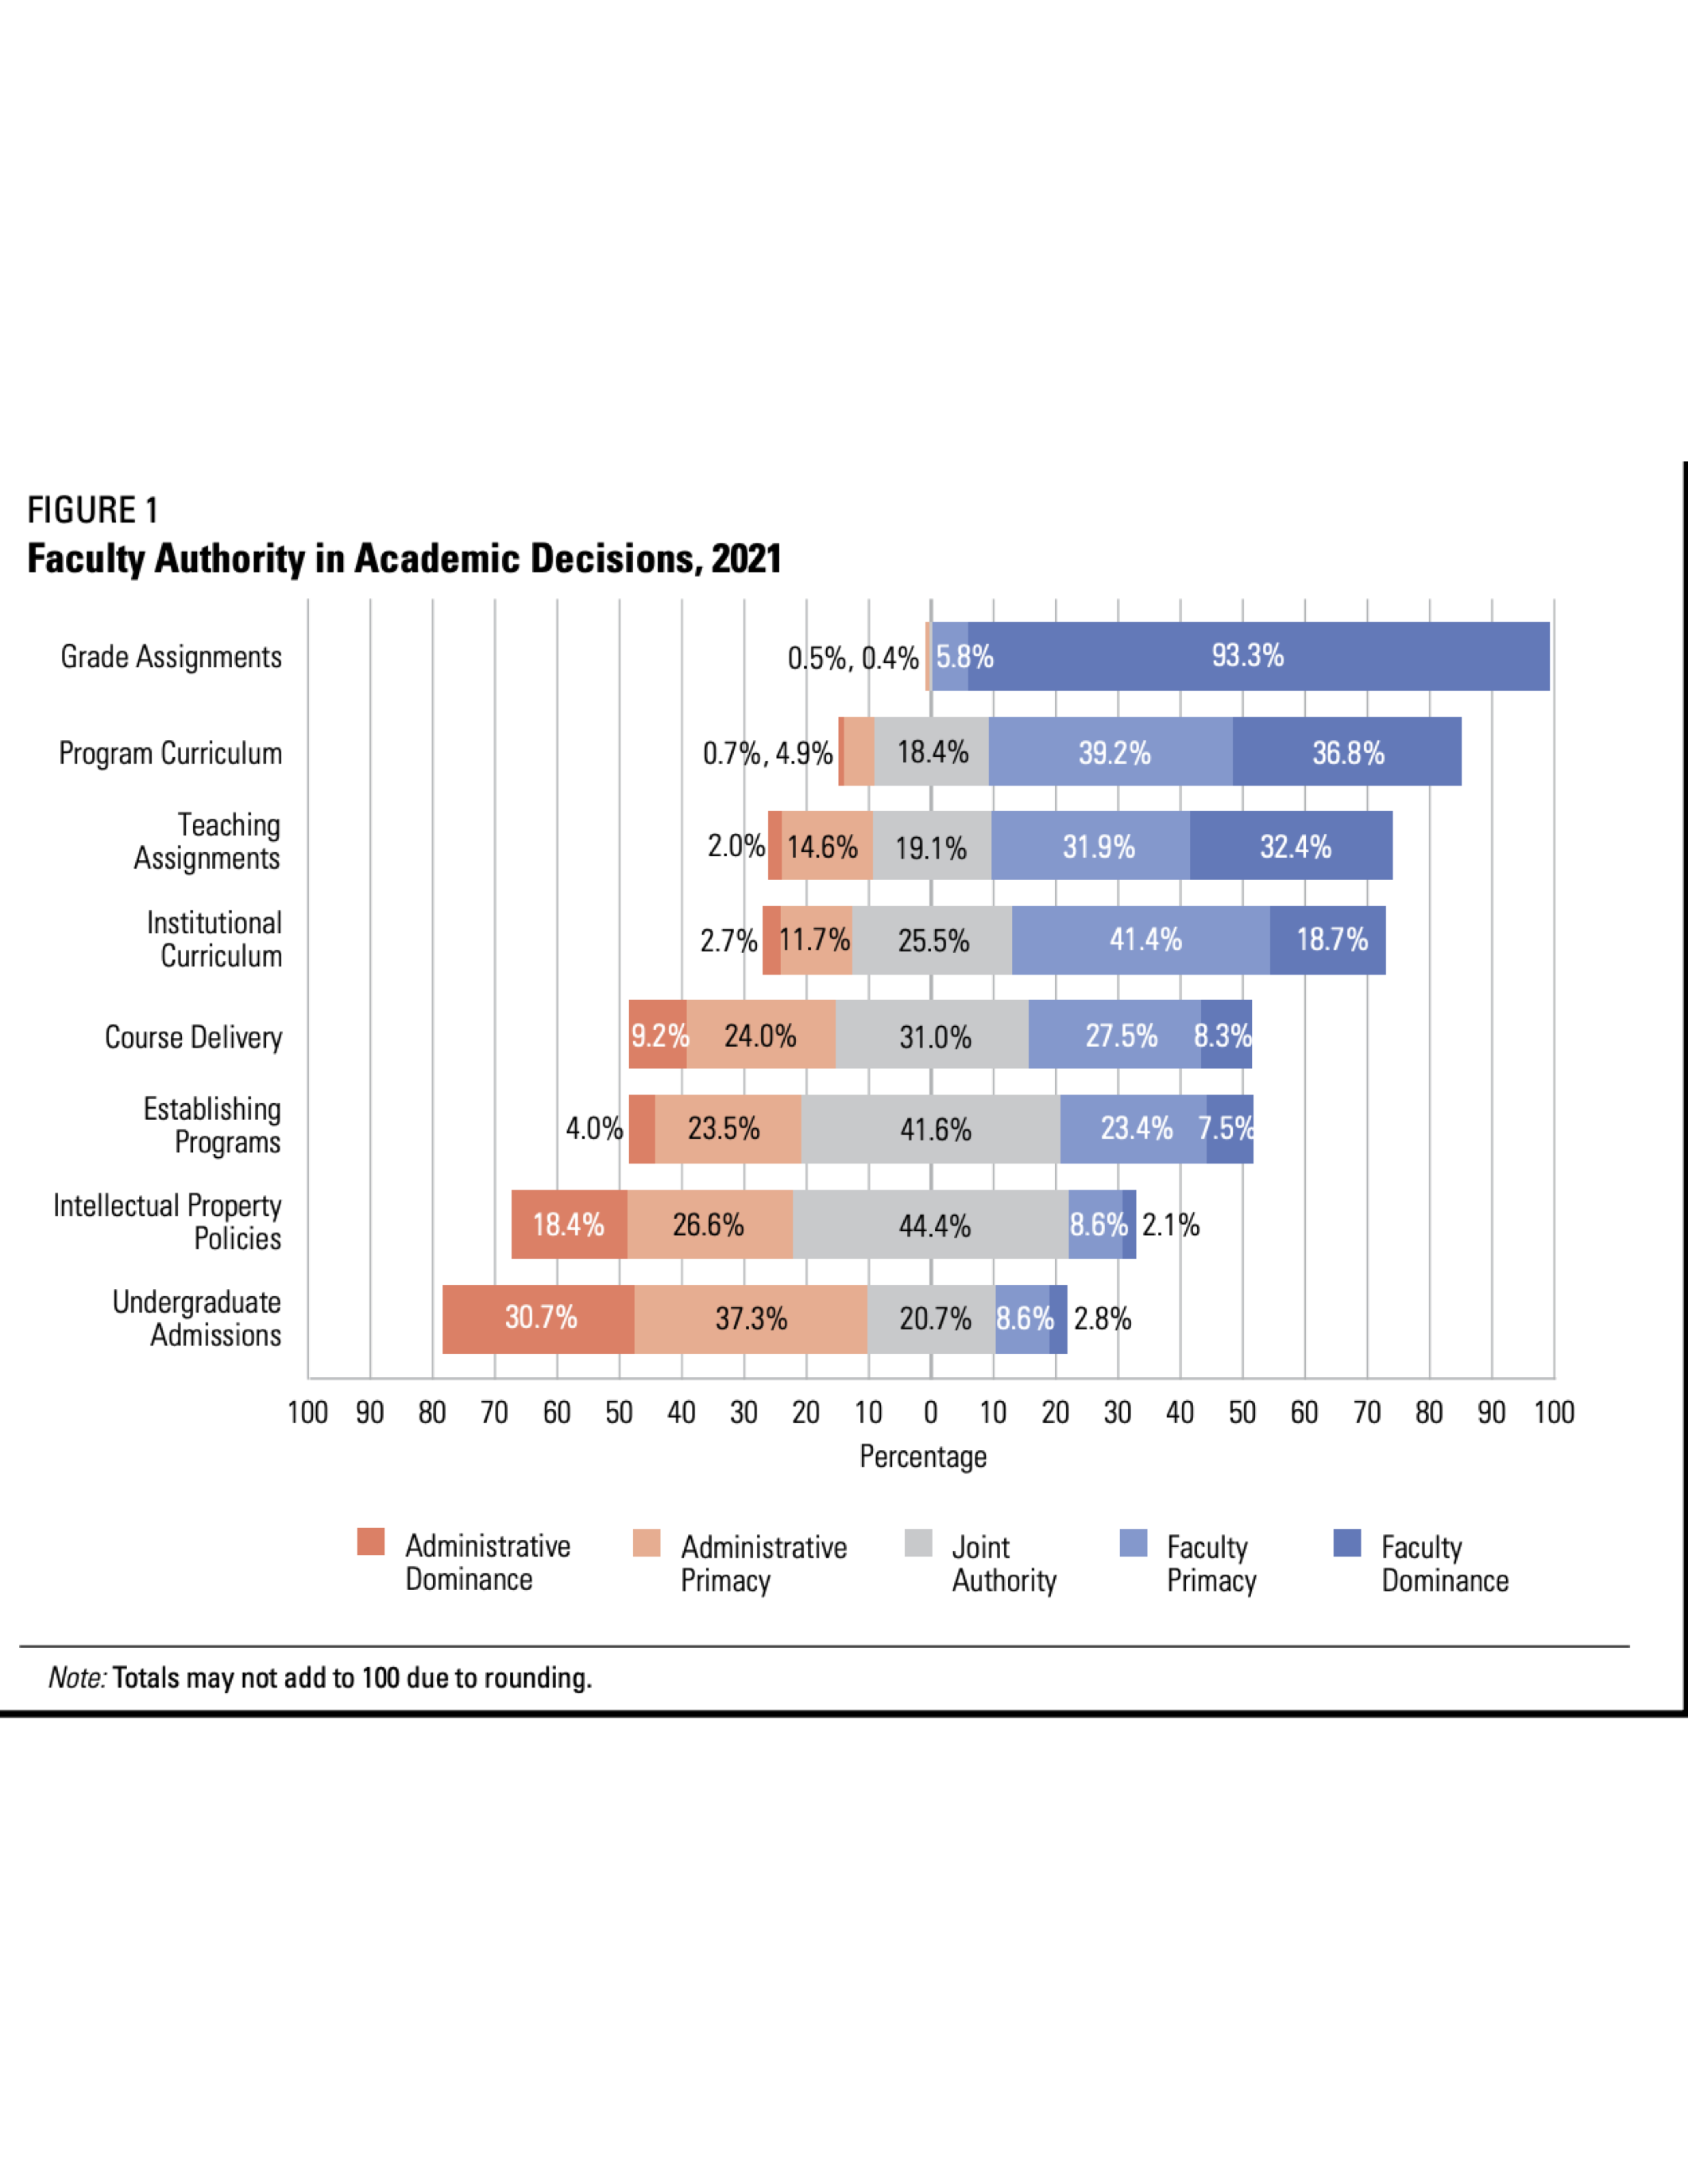 FIGURE 1
Faculty Authority in Academic Decisions, 2021
Grade Assignments
0.5%, 0.4% 5.8% 93.3%
Program Curriculum
0.7%, 4.9% 18.4% 39.2% 36.8%
Teaching
Assignments
2.0% 14.6% 19.1% 31.9% 32.4%
Institutional
Curriculum
2.7% 11.7% 25.5% 41.4% 18.7%
Course Delivery
9.2% 24.0% 31.0% 27.5% 8.3%
Establishing
Programs
4.0% 23.5% 41.6% 23.4% 7.5%
Intellectual Property
Policies
18.4% 26.6% 44.4% 8.6% 2.1%
Undergraduate
Admissions
30.7% 37.3% 20.7% 8.6% 2.8%
100 90 80 70 60 50 40 30 20 10 0 10 20 30 40 50 60 70 80 90 100
Percentage
Administrative
Dominance
Administrative
Primacy
Joint
Authority
Faculty
Primacy
Faculty
Dominance
Note: Totals may not add to 100 due to rounding.